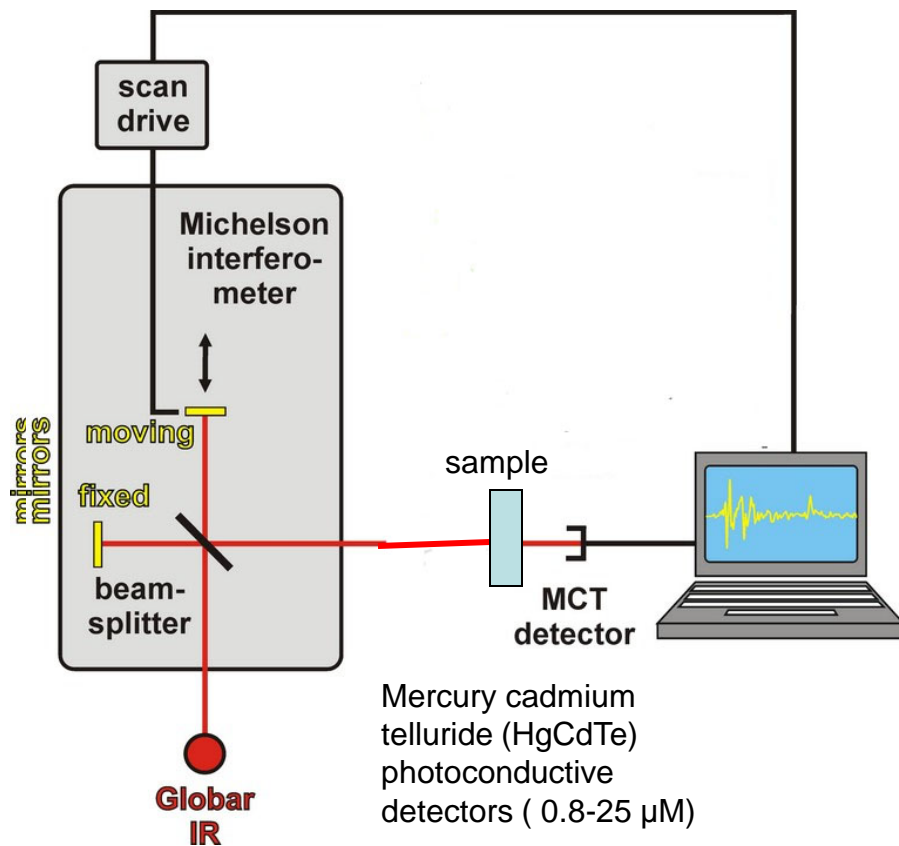 scan
drive
Michelson
interfero-
meter
mirrors
mirrors
moving
fixed
beam-
splitter
sample
MCT
detector
Globar
IR
Mercury cadmium
telluride (HgCdTe)
photoconductive
detectors ( 0.8-25 µM)